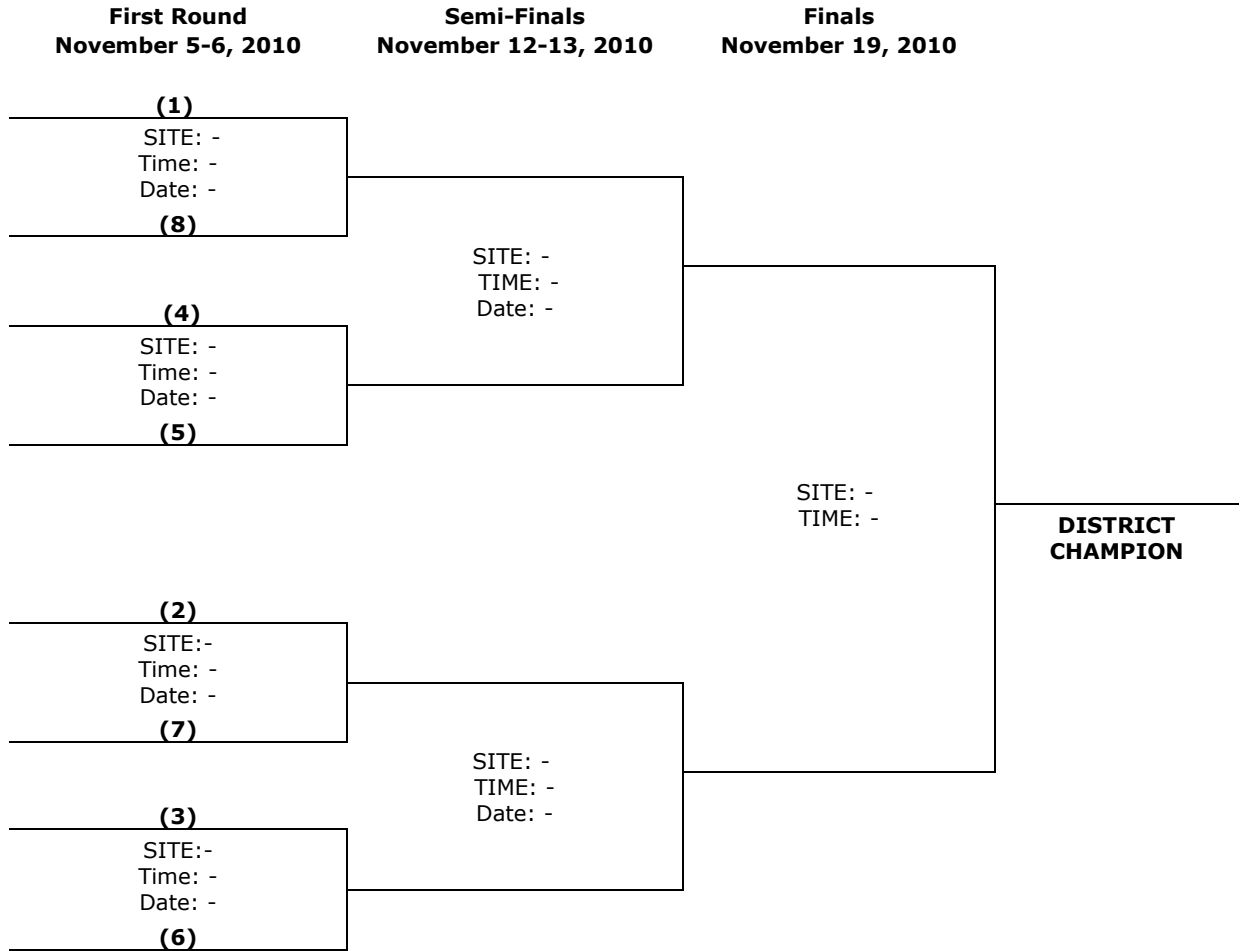 First Round
November 5-6, 2010
Semi-Finals
November 12-13, 2010
Finals
November 19, 2010
(1)
SITE: -
Time: -
Date: -
(8)
(4)
SITE: -
Time: -
Date: -
(5)
SITE: -
TIME: -
Date: -
(2)
SITE:-
Time: -
Date: -
(7)
(3)
SITE:-
Time: -
Date: -
(6)
SITE: -
TIME: -
Date: -
SITE: -
TIME: -
DISTRICT
CHAMPION